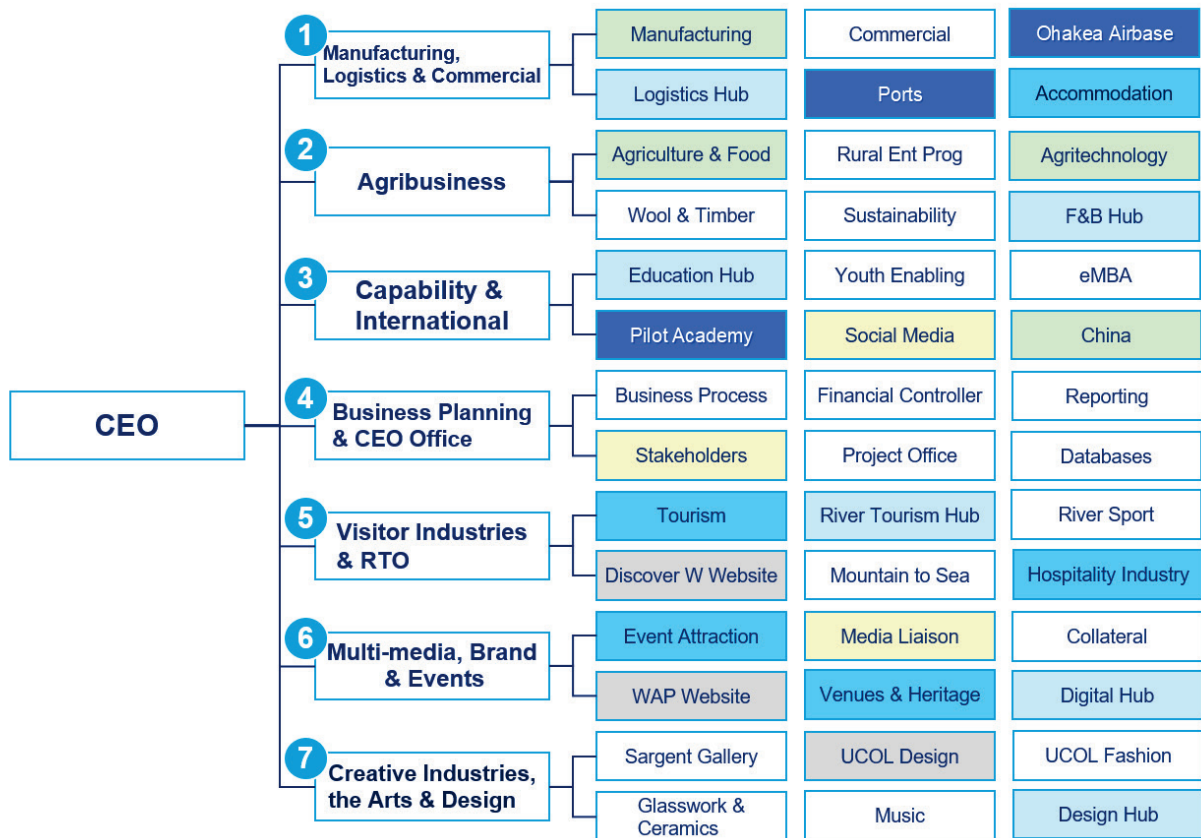 CEO
1
Manufacturing,
Logistics & Commercial
Manufacturing
Commercial
Ohakea Airbase
Logistics Hub
Ports
Accommodation
2
Agribusiness
Agriculture & Food
Rural Ent Prog
Agritechnology
Wool & Timber
Sustainability
F&B Hub
3
Capability &
International
Education Hub
Youth Enabling
eMBA
Pilot Academy
Social Media
China
4
Business Planning
& CEO Office
Business Process
Financial Controller
Reporting
Stakeholders
Project Office
Databases
5
Visitor Industries
& RTO
Tourism
River Tourism Hub
River Sport
Discover W Website
Mountain to Sea
Hospitality Industry
6
Multi-media, Brand
& Events
Event Attraction
Media Liaison
Collateral
WAP Website
Venues & Heritage
Digital Hub
7
Creative Industries,
the Arts & Design
Sargent Gallery
UCOL Design
UCOL Fashion
Glasswork &
Ceramics
Music
Design Hub